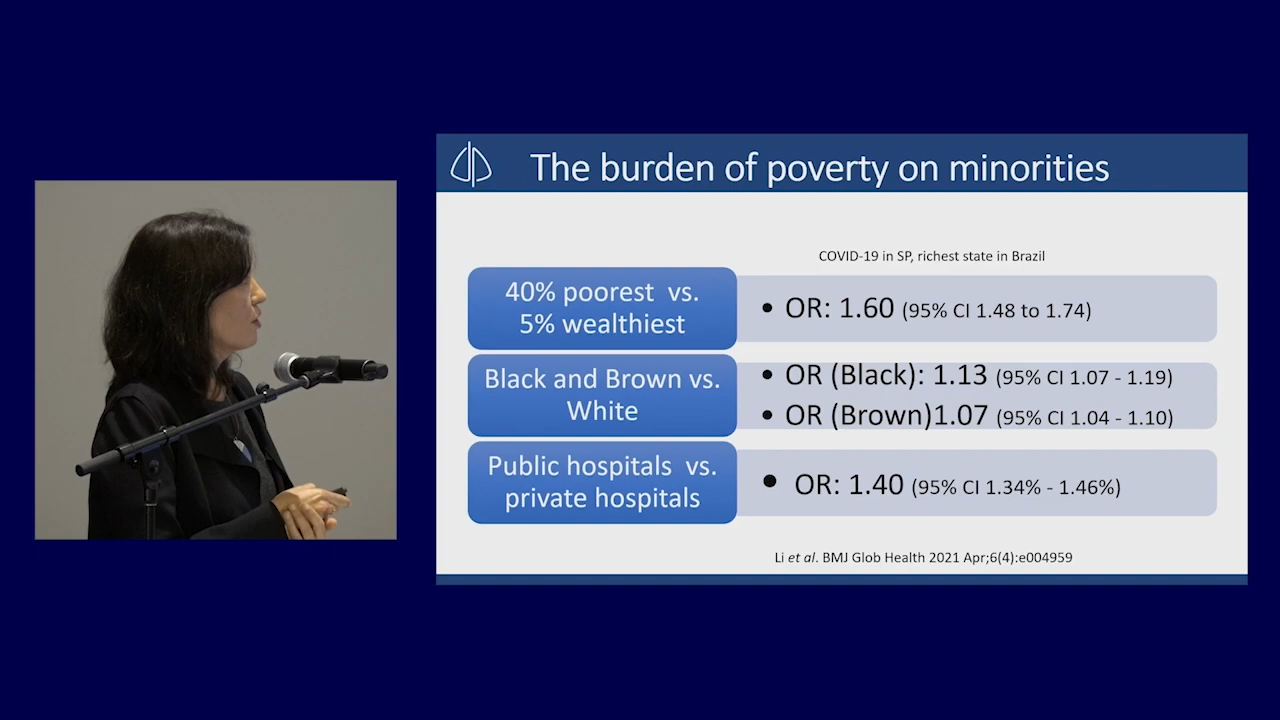 The burden of poverty on minorities
COVID-19 in SP, richest state in Brazil
40% poorest vs.
5% wealthiest
• OR: 1.60 (95% CI 1.48 to 1.74)
Black and Brown vs.
White
• OR (Black): 1.13 (95% CI 1.07 - 1.19)
• OR (Brown)1.07 (95% CI 1.04 - 1.10)
Public hospitals vs.
private hospitals
• OR: 1.40 (95% CI 1.34% - 1.46%)
Li et al. BMJ Glob Health 2021 Apr;6(4):e004959